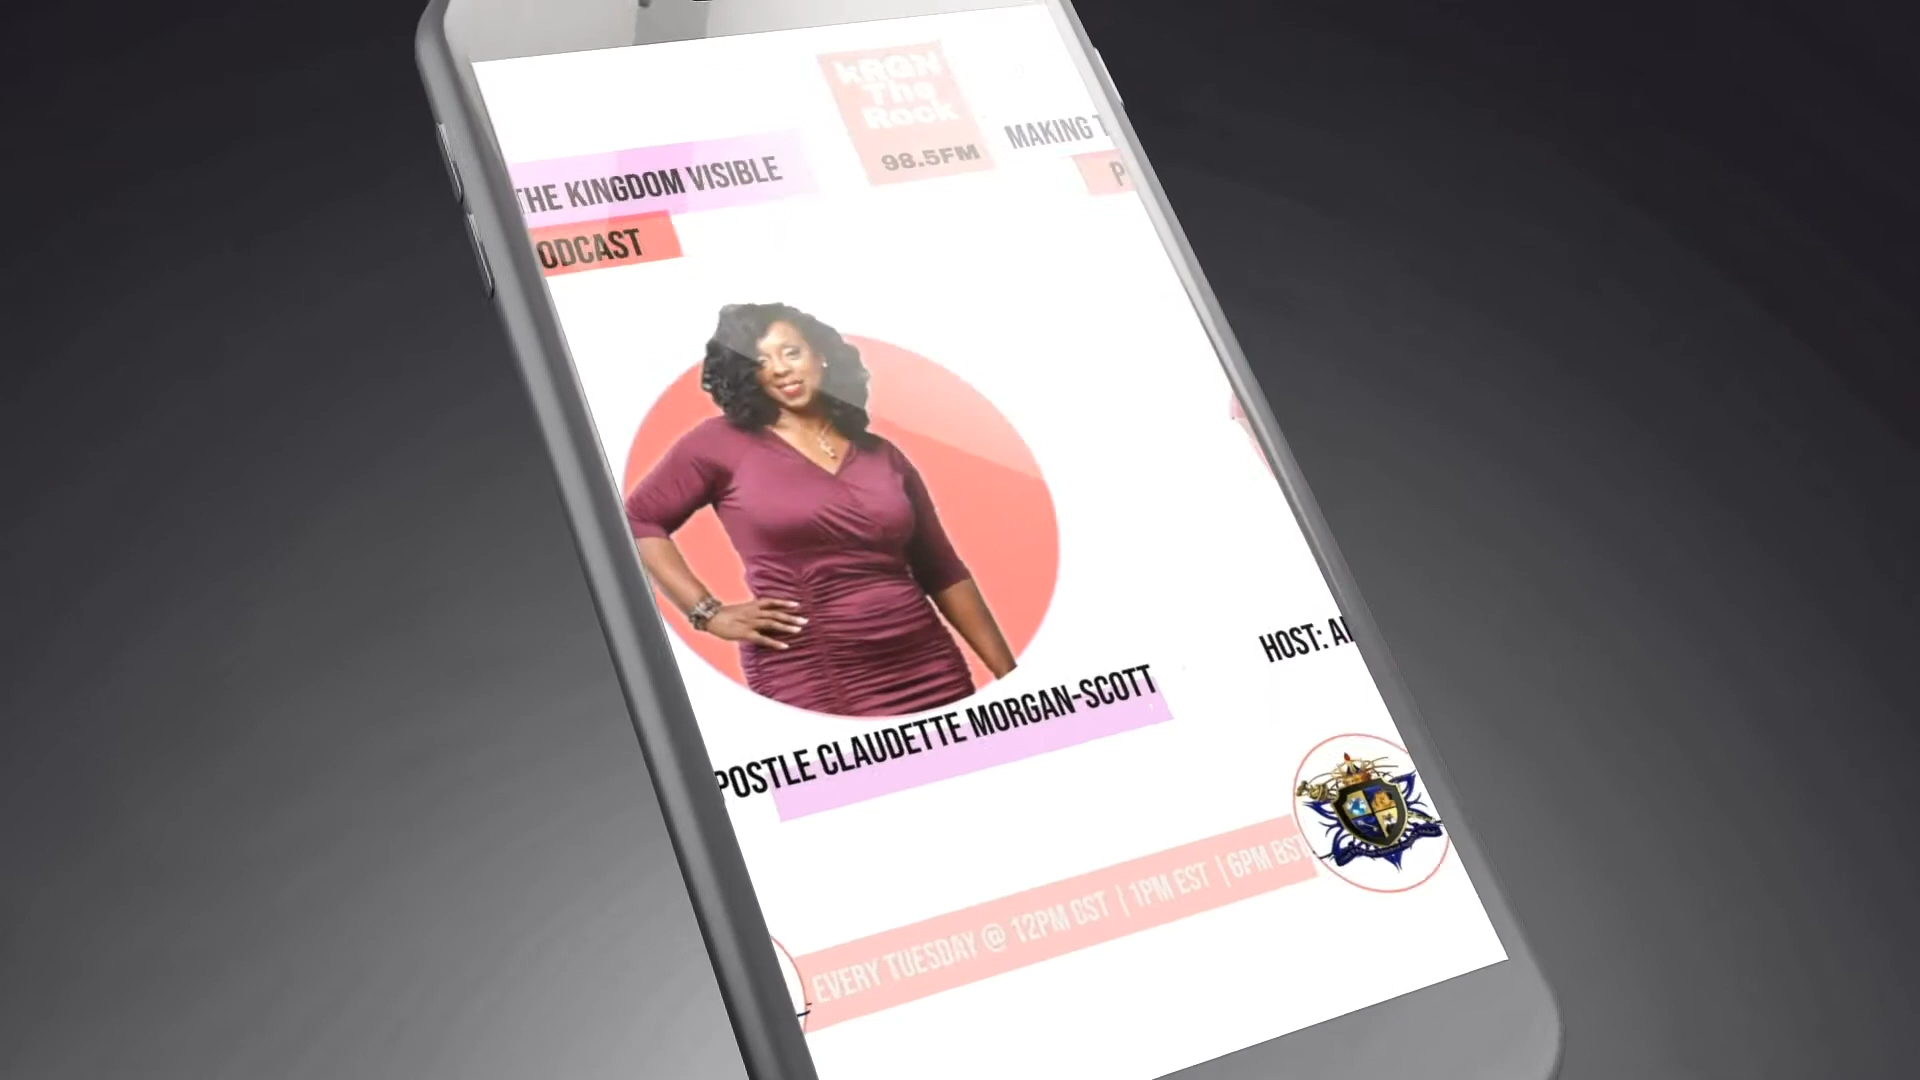 kRGN
The
Rock
98.5FM
MAKING T
THE KINGDOM VISIBLE
P
ODCAST
HOST: A
POSTLE CLAUDETTE MORGAN-SCOTT
EVERY TUESDAY @ 12PM CST | 1PM EST | 6PM BST